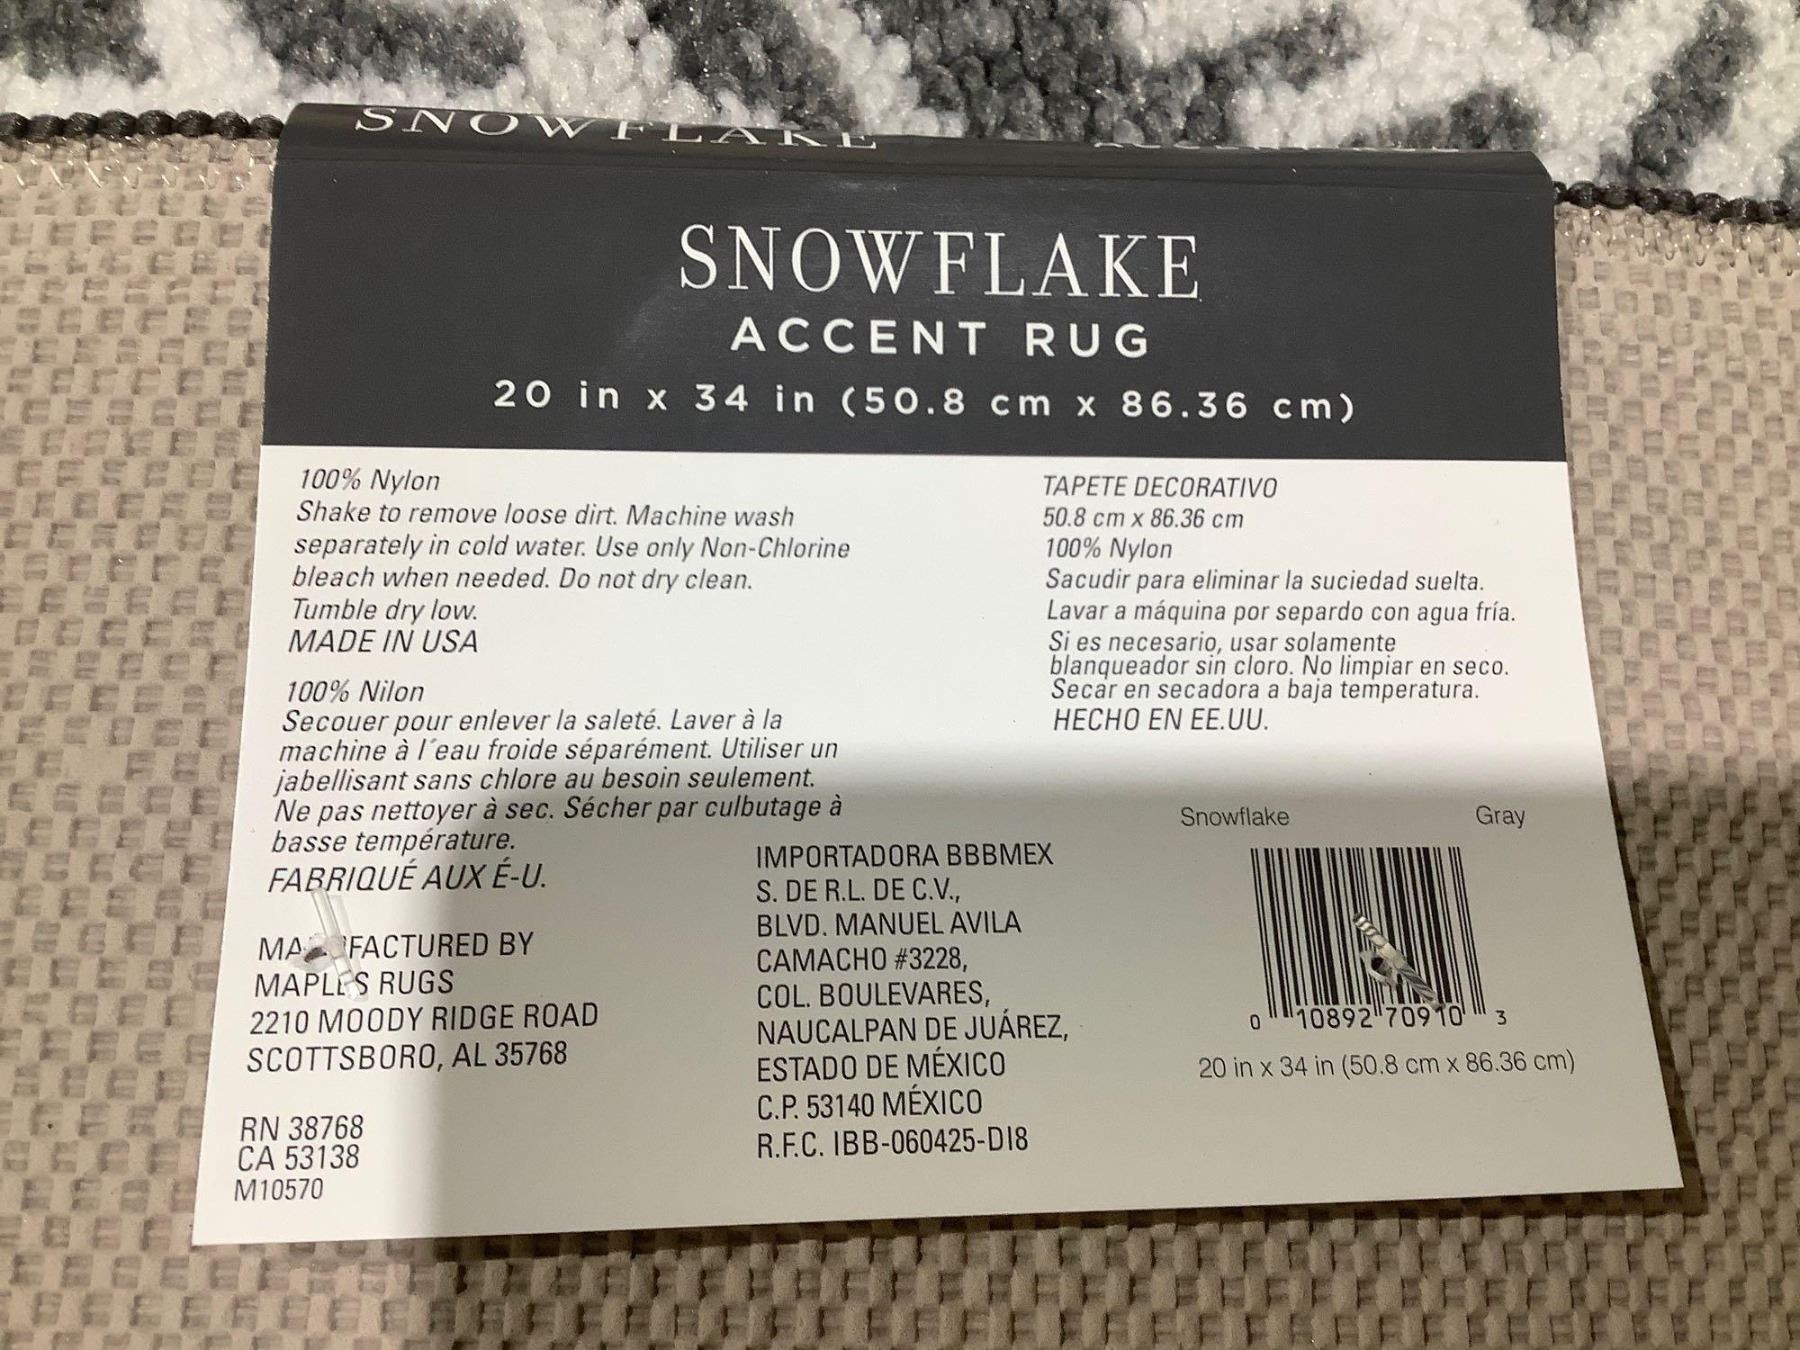 SNOWFLAKE
SNOWFLAKE
ACCENT RUG
20 in x 34 in (50.8 cm x 86.36 cm)
100% Nylon
Shake to remove loose dirt. Machine wash
separately in cold water. Use only Non-Chlorine
bleach when needed. Do not dry clean.
Tumble dry low.
MADE IN USA
100% Nilon
Secouer pour enlever la saleté. Laver à la
machine à l´eau froide séparément. Utiliser un
jabellisant sans chlore au besoin seulement.
Ne pas nettoyer à sec. Sécher par culbutage à
basse température.
FABRIQUÉ AUX É-U.
MANUFACTURED BY
MAPLES RUGS
2210 MOODY RIDGE ROAD
SCOTTSBORO, AL 35768
RN 38768
CA 53138
M10570
IMPORTADORA BBBMEX
S. DE R.L. DE C.V.,
BLVD. MANUEL AVILA
CAMACHO #3228,
COL. BOULEVARES,
NAUCALPAN DE JUÁREZ,
ESTADO DE MÉXICO
C.P. 53140 MÉXICO
R.F.C. IBB-060425-DI8
TAPETE DECORATIVO
50.8 cm x 86.36 cm
100% Nylon
Sacudir para eliminar la suciedad suelta.
Lavar a máquina por separdo con agua fría.
Si es necesario, usar solamente
blanqueador sin cloro. No limpiar en seco.
Secar en secadora a baja temperatura.
HECHO EN EE.UU.
Snowflake Gray
0 10892 70910 3
20 in x 34 in (50.8 cm x 86.36 cm)